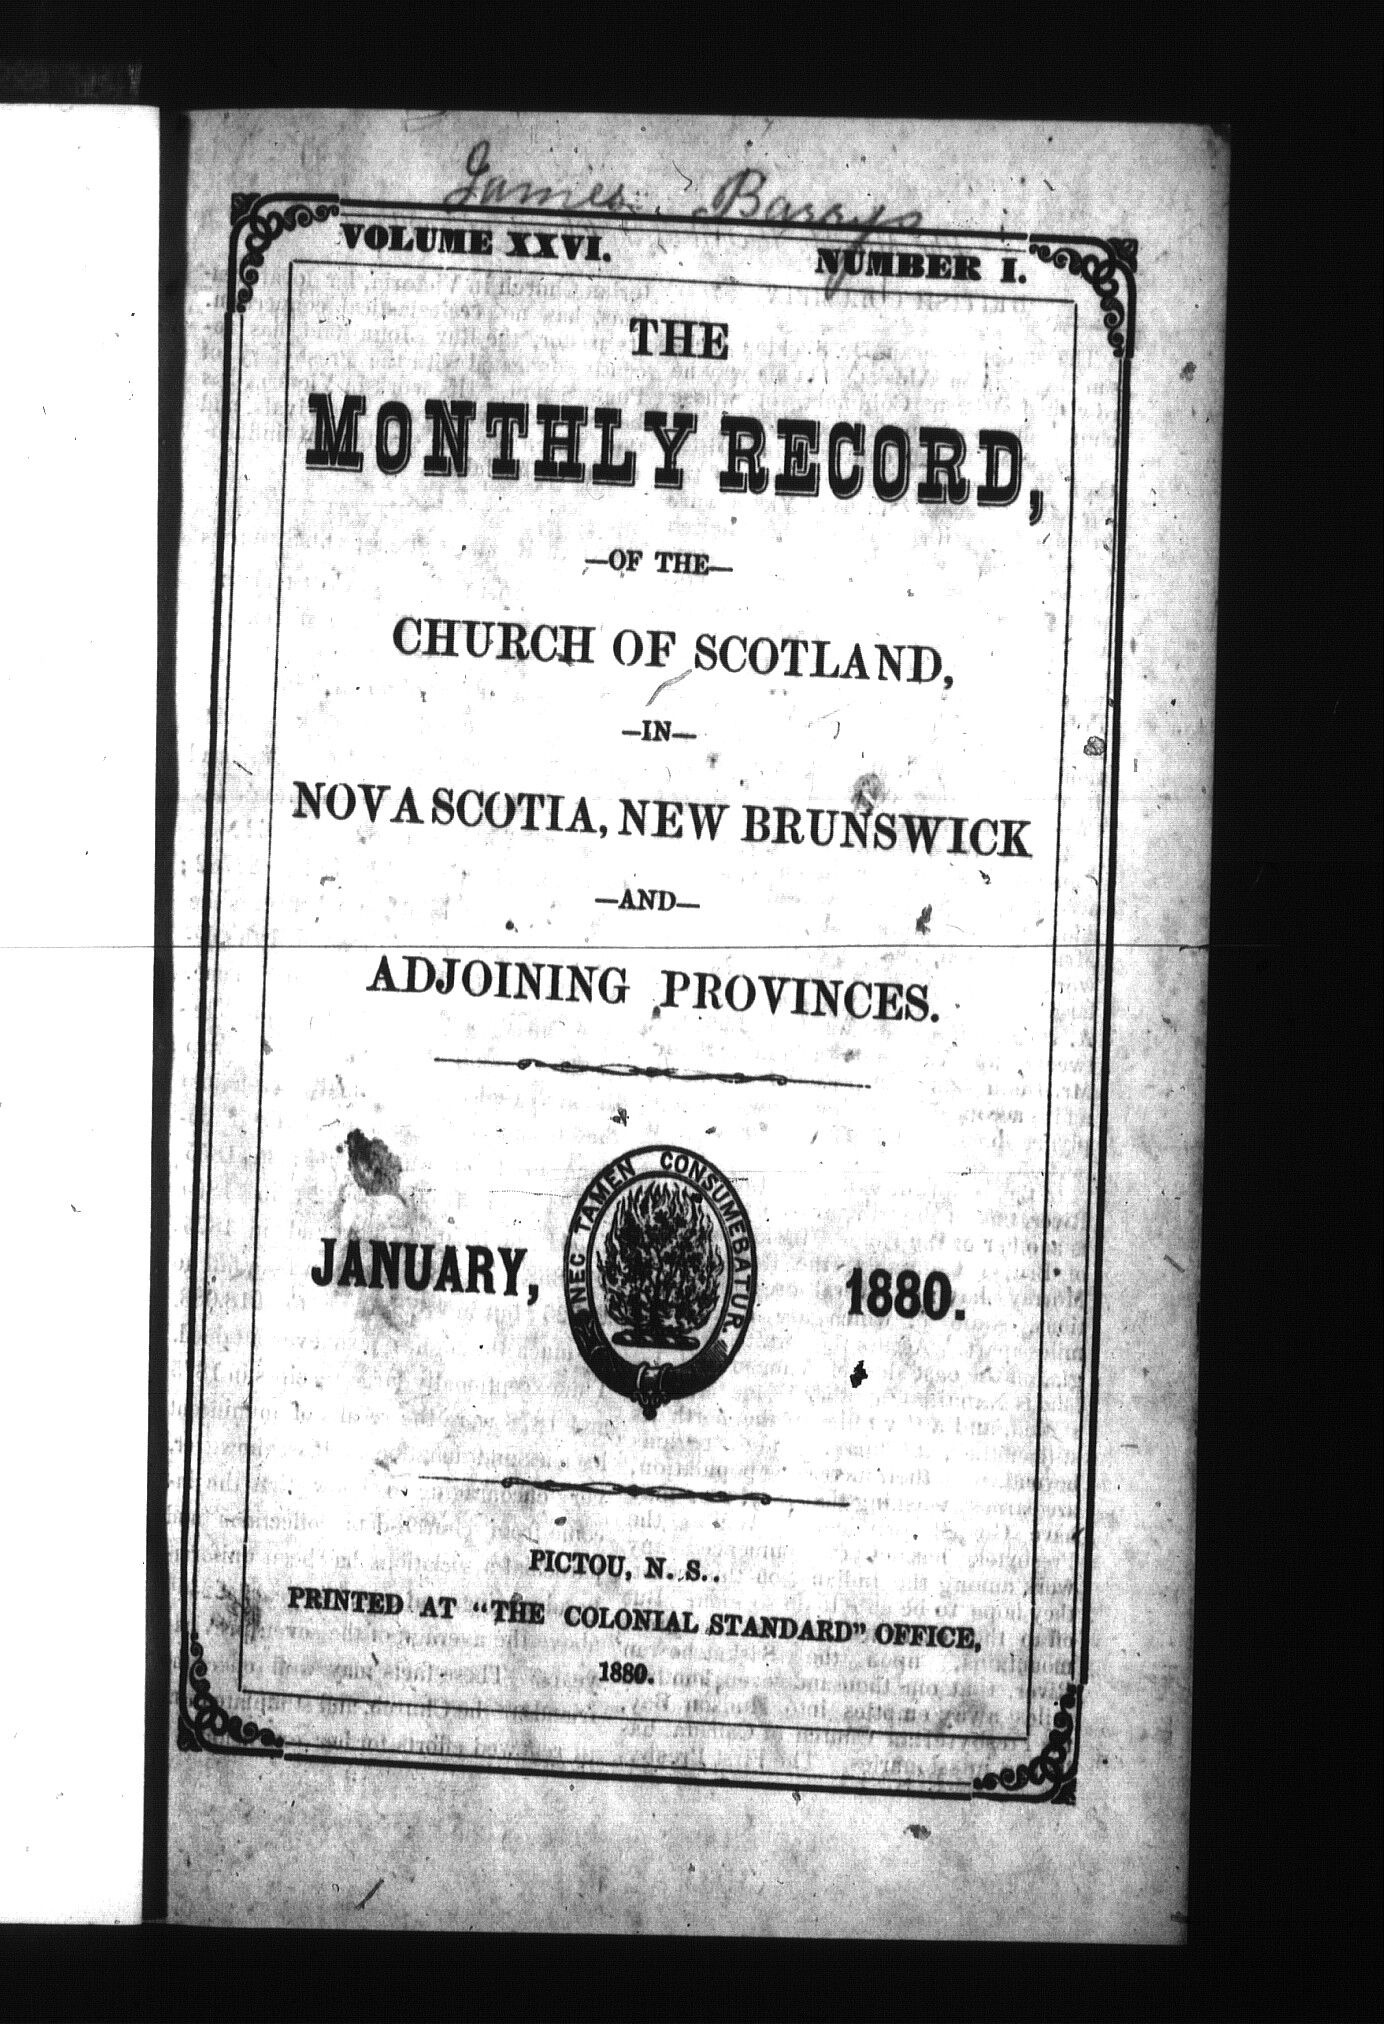 James Barrys
VOLUME XXVI. NUMBER I.
THE
MONTHLY RECORD,
—OF THE—
CHURCH OF SCOTLAND,
—IN—
NOVA SCOTIA, NEW BRUNSWICK
—AND—
ADJOINING PROVINCES.
NEC TAMEN CONSUMEBATUR.
JANUARY, 1880.
PICTOU, N. S..
PRINTED AT "THE COLONIAL STANDARD" OFFICE,
1880.